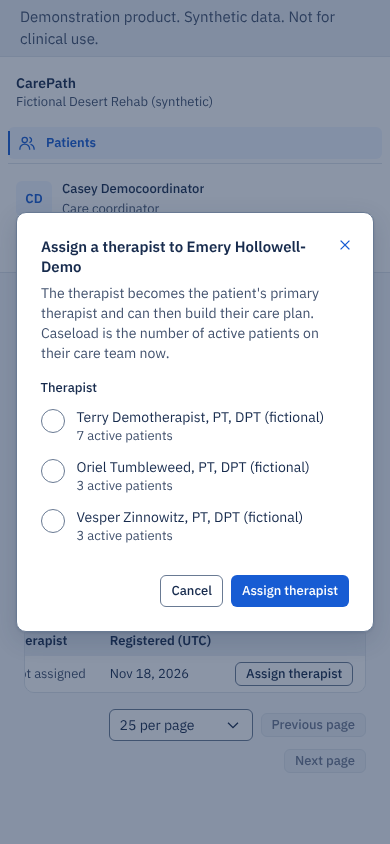 Demonstration product. Synthetic data. Not for
clinical use.
CarePath
Fictional Desert Rehab (synthetic)
Patients
CD
Casey Democoordinator
Care coordinator
Assign a therapist to Emery Hollowell-
Demo
The therapist becomes the patient's primary
therapist and can then build their care plan.
Caseload is the number of active patients on
their care team now.
Therapist
Terry Demotherapist, PT, DPT (fictional)
7 active patients
Oriel Tumbleweed, PT, DPT (fictional)
3 active patients
Vesper Zinnowitz, PT, DPT (fictional)
3 active patients
Cancel
Assign therapist
Registered (UTC)
assigned
Nov 18, 2026
Assign therapist
25 per page
Previous page
Next page